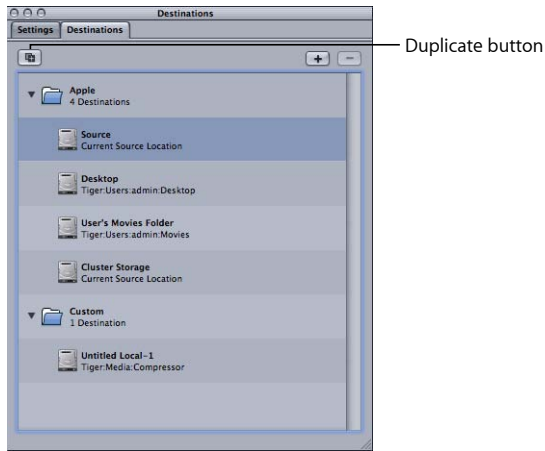 Destinations
Settings Destinations
Duplicate button
Apple
4 Destinations
Source
Current Source Location
Desktop
Tiger:Users:admin:Desktop
User's Movies Folder
Tiger:Users:admin:Movies
Cluster Storage
Current Source Location
Custom
1 Destination
Untitled Local-1
Tiger:Media:Compressor